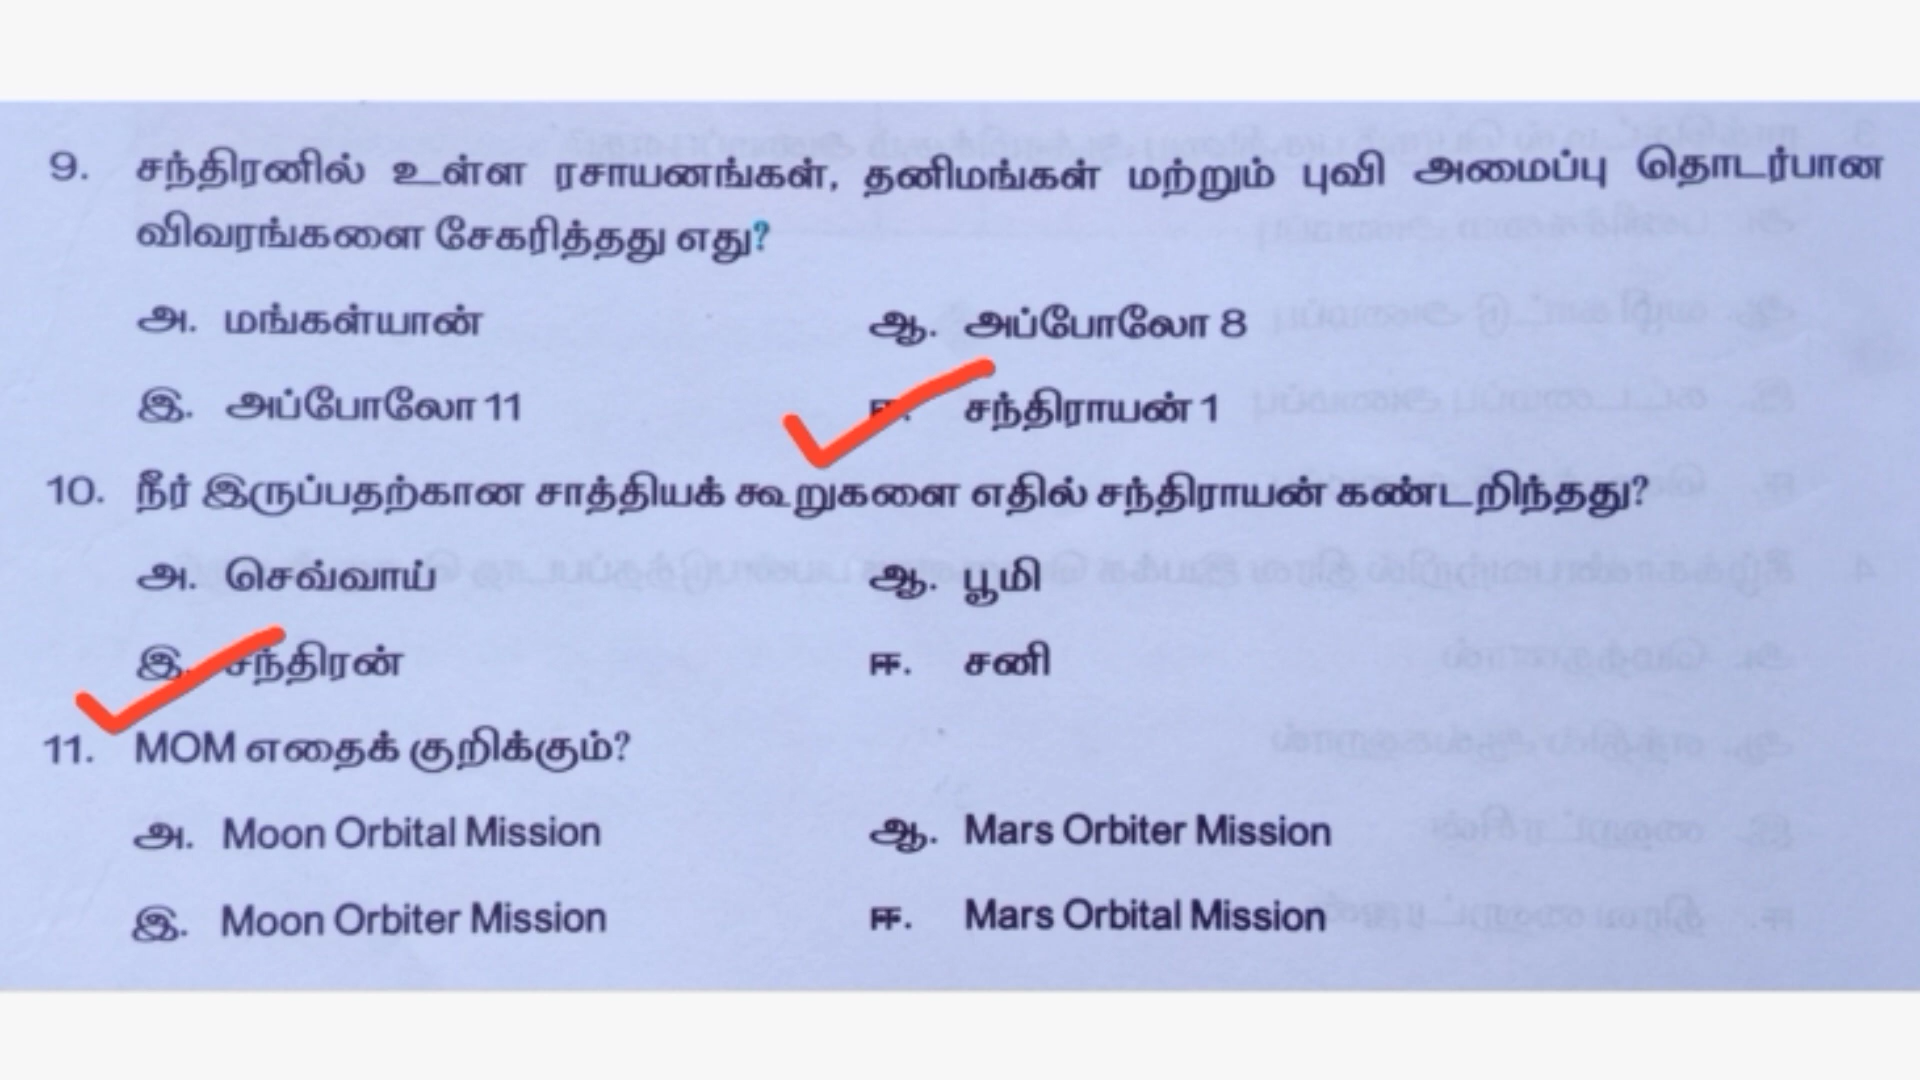 9. சந்திரனில் உள்ள ரசாயனங்கள், தனிமங்கள் மற்றும் புவி அமைப்பு தொடர்பான
விவரங்களை சேகரித்தது எது?
அ. மங்கள்யான் ஆ. அப்போலோ 8
இ. அப்போலோ 11 ஈ. சந்திராயன் 1
10. நீர் இருப்பதற்கான சாத்தியக் கூறுகளை எதில் சந்திராயன் கண்டறிந்தது?
அ. செவ்வாய் ஆ. பூமி
இ. சந்திரன் ஈ. சனி
11. MOM எதைக் குறிக்கும்?
அ. Moon Orbital Mission ஆ. Mars Orbiter Mission
இ. Moon Orbiter Mission ஈ. Mars Orbital Mission